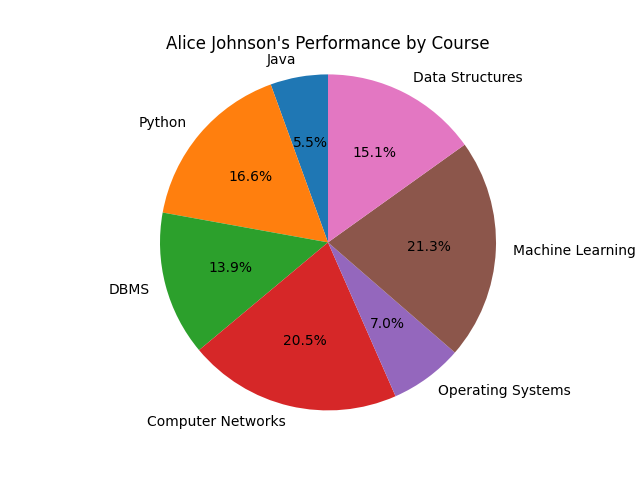 Alice Johnson's Performance by Course
Java
5.5%
Python
16.6%
DBMS
13.9%
Computer Networks
20.5%
Operating Systems
7.0%
Machine Learning
21.3%
Data Structures
15.1%